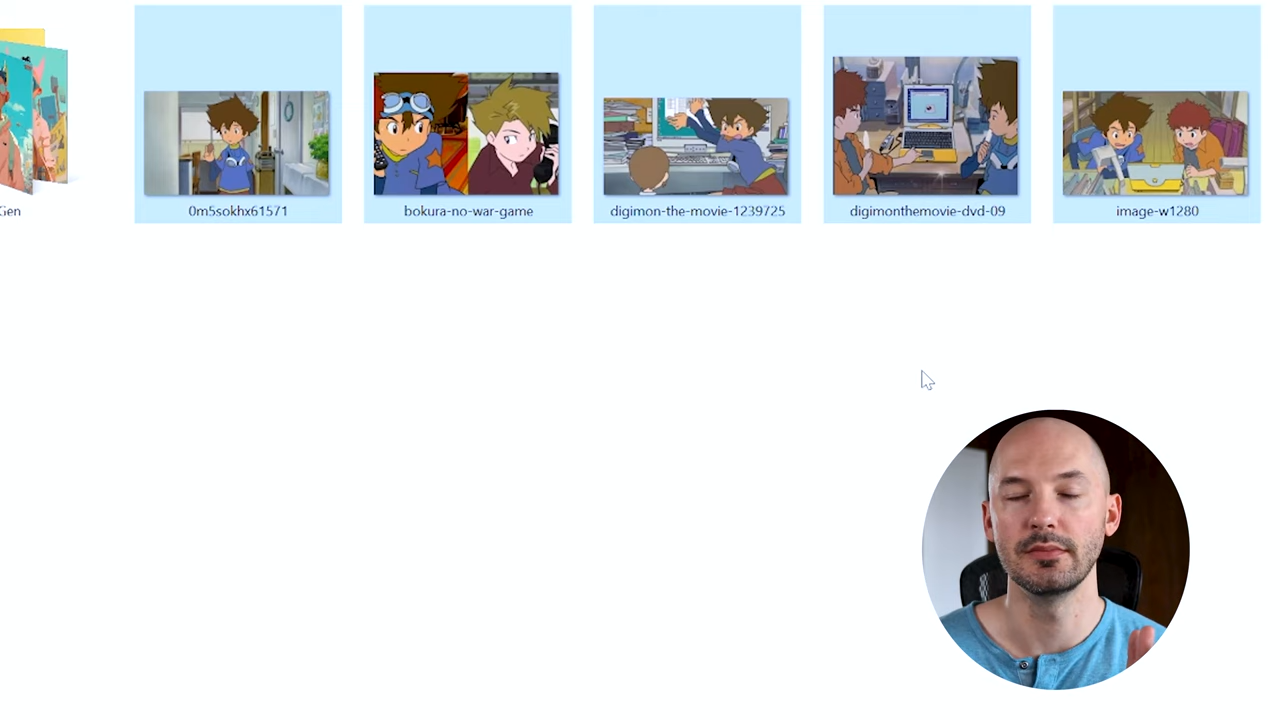 Gen
0m5sokhx61571
bokura-no-war-game
digimon-the-movie-1239725
digimonthemovie-dvd-09
image-w1280